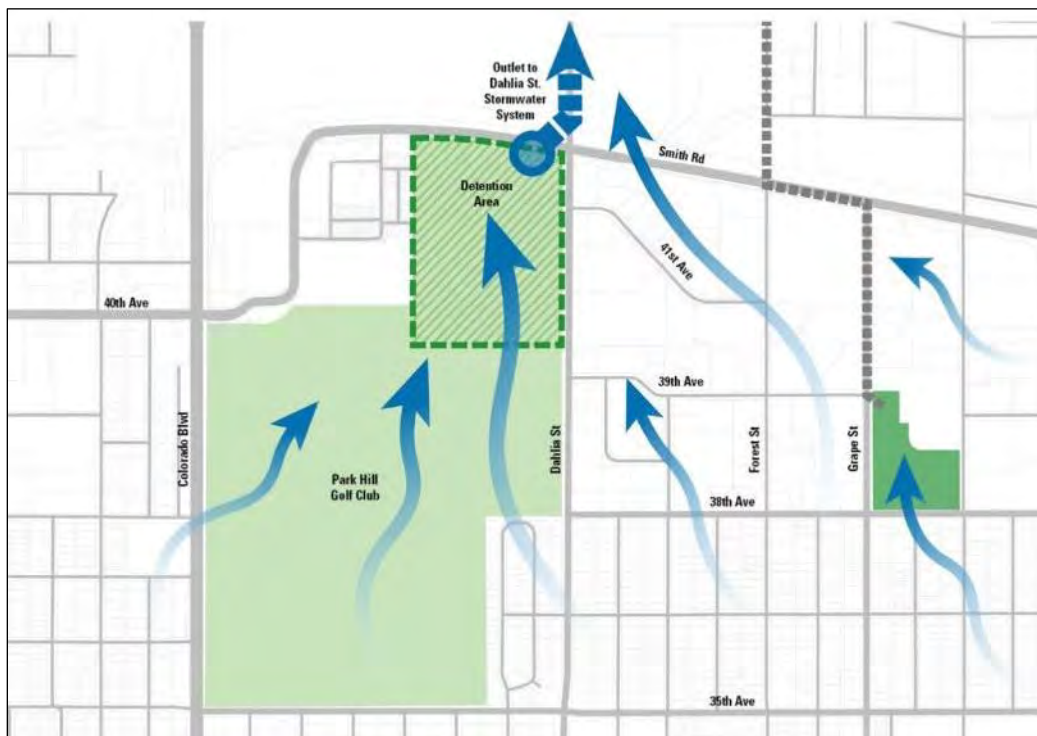 Outlet to
Dahlia St.
Stormwater
System
Smith Rd
Detention
Area
41st Ave
40th Ave
39th Ave
Colorado Blvd
Dahlia St
Forest St
Grape St
Park Hill
Golf Club
38th Ave
35th Ave